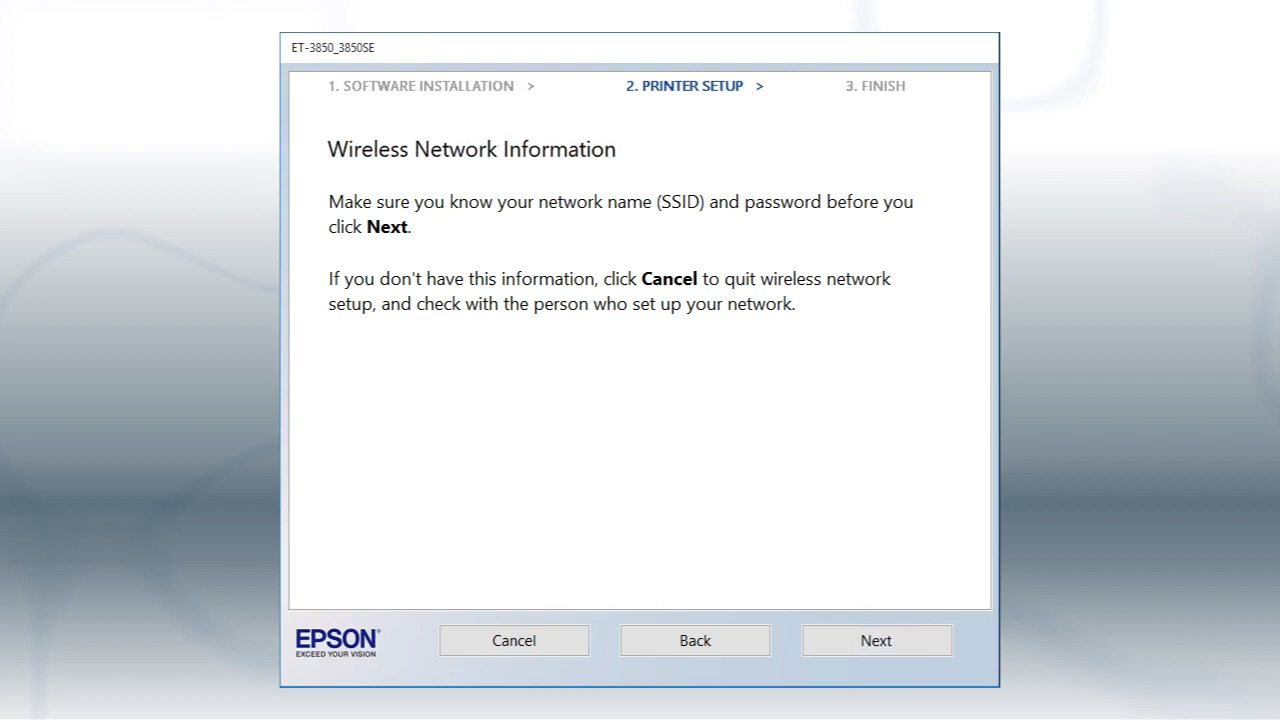 ET-3850_3850SE
1. SOFTWARE INSTALLATION > 2. PRINTER SETUP > 3. FINISH
Wireless Network Information
Make sure you know your network name (SSID) and password before you
click Next.
If you don't have this information, click Cancel to quit wireless network
setup, and check with the person who set up your network.
EPSON®
EXCEED YOUR VISION
Cancel Back Next